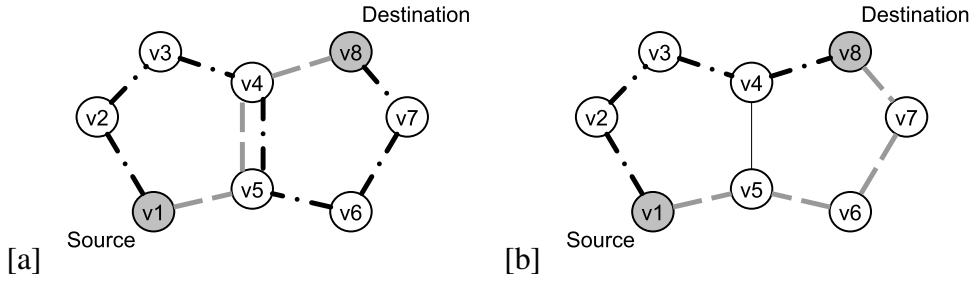 Destination
v3
v8
v4
v2
v7
v5
v1
v6
Source
[a]
Destination
v3
v8
v4
v2
v7
v5
v1
v6
Source
[b]